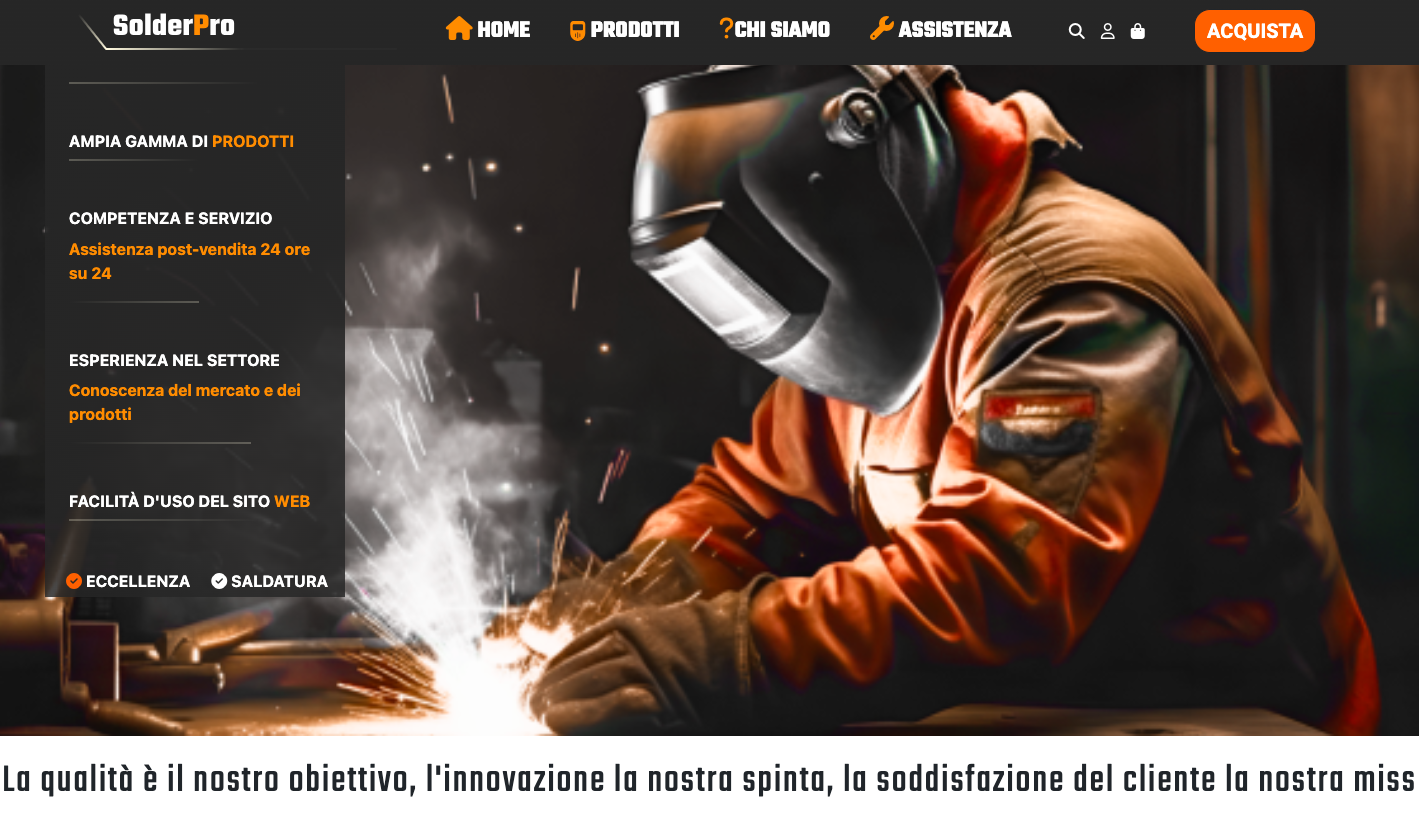 SolderPro
HOME
PRODOTTI
CHI SIAMO
ASSISTENZA
ACQUISTA
AMPIA GAMMA DI PRODOTTI
COMPETENZA E SERVIZIO
Assistenza post-vendita 24 ore
su 24
ESPERIENZA NEL SETTORE
Conoscenza del mercato e dei
prodotti
FACILITÀ D'USO DEL SITO WEB
ECCELLENZA
SALDATURA
La qualità è il nostro obiettivo, l'innovazione la nostra spinta, la soddisfazione del cliente la nostra miss